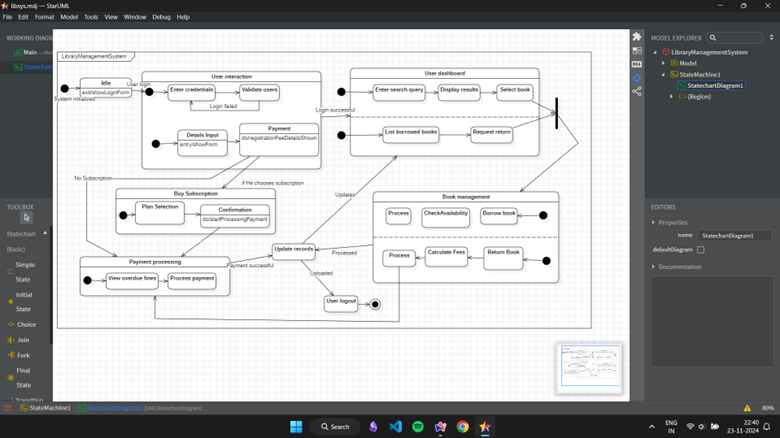 libsys.mdj — StarUML
File Edit Format Model Tools View Window Debug Help
WORKING DIAGR
Main — Mo
Statechart
LibraryManagementSystem
Idle
exit/showLoginForm
System initialized
User login
User interaction
Enter credentials
Validate users
Login failed
Details Input
entry/showForm
Payment
do/registrationFeeDetailsShown
Login successful
User dashboard
Enter search query
Display results
Select book
List borrowed books
Request return
No Subscription
If He chooses subscription
Buy Subscription
Plan Selection
Confirmation
do/startProcessingPayment
Updates
Book management
Process
CheckAvailability
Borrow book
Process
Calculate Fees
Return Book
Update records
Processed
Payment processing
View overdue fines
Process payment
Payment successful
Uploaded
User logout
TOOLBOX
Statechart
(Basic)
Simple
State
Initial
State
Choice
Join
Fork
Final
State
Transition
MODEL EXPLORER
LibraryManagementSystem
Model
StateMachine1
StatechartDiagram1
(Region)
EDITORS
Properties
name StatechartDiagram1
defaultDiagram
Documentation
StateMachine1
StatechartDiagram1 [UMLStatechartDiagram]
80%
Search
ENG
IN
22:40
23-11-2024